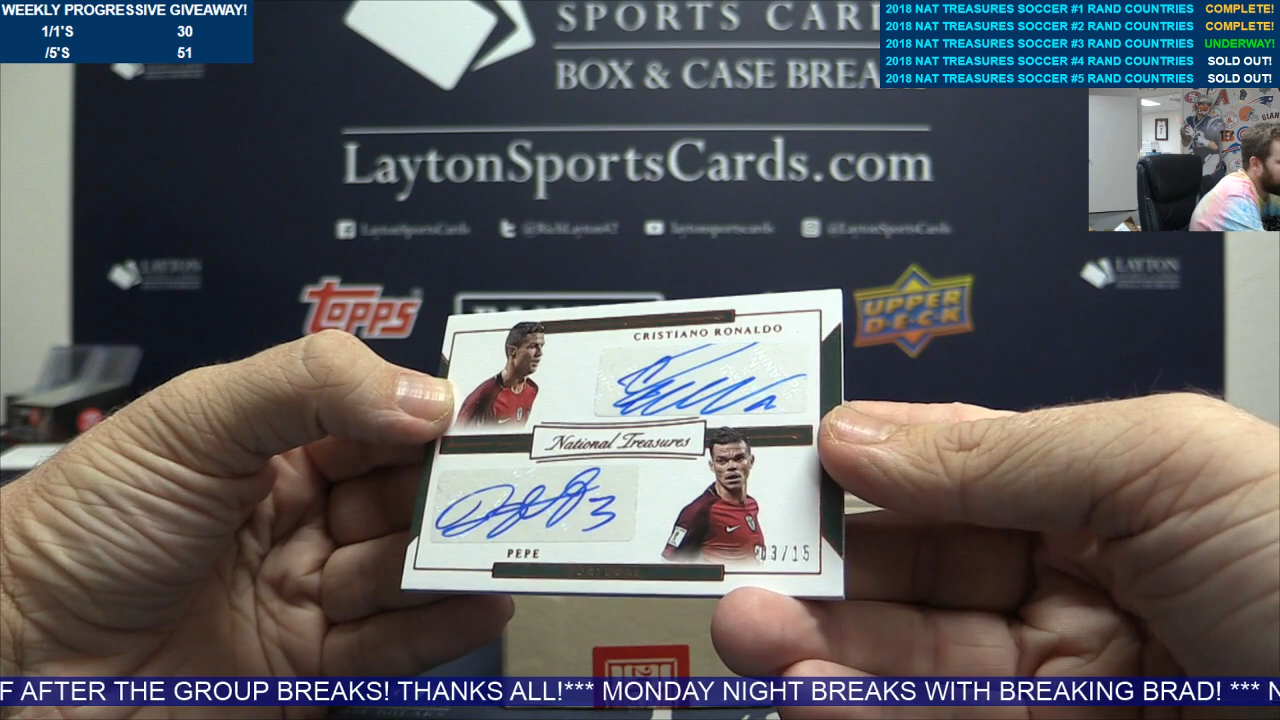 WEEKLY PROGRESSIVE GIVEAWAY!
1/1'S 30
/5'S 51
2018 NAT TREASURES SOCCER #1 RAND COUNTRIES COMPLETE!
2018 NAT TREASURES SOCCER #2 RAND COUNTRIES COMPLETE!
2018 NAT TREASURES SOCCER #3 RAND COUNTRIES UNDERWAY!
2018 NAT TREASURES SOCCER #4 RAND COUNTRIES SOLD OUT!
2018 NAT TREASURES SOCCER #5 RAND COUNTRIES SOLD OUT!
SPORTS CAR
BOX & CASE BREA
LaytonSportsCards.com
LaytonSportsCards @RichLayton47 laytonsportscards @LaytonSportsCards
LAYTON
LAYTON
TOPPS
UPPER DECK
CRISTIANO RONALDO
National Treasures
PEPE
03/15
F AFTER THE GROUP BREAKS! THANKS ALL!*** MONDAY NIGHT BREAKS WITH BREAKING BRAD! *** N